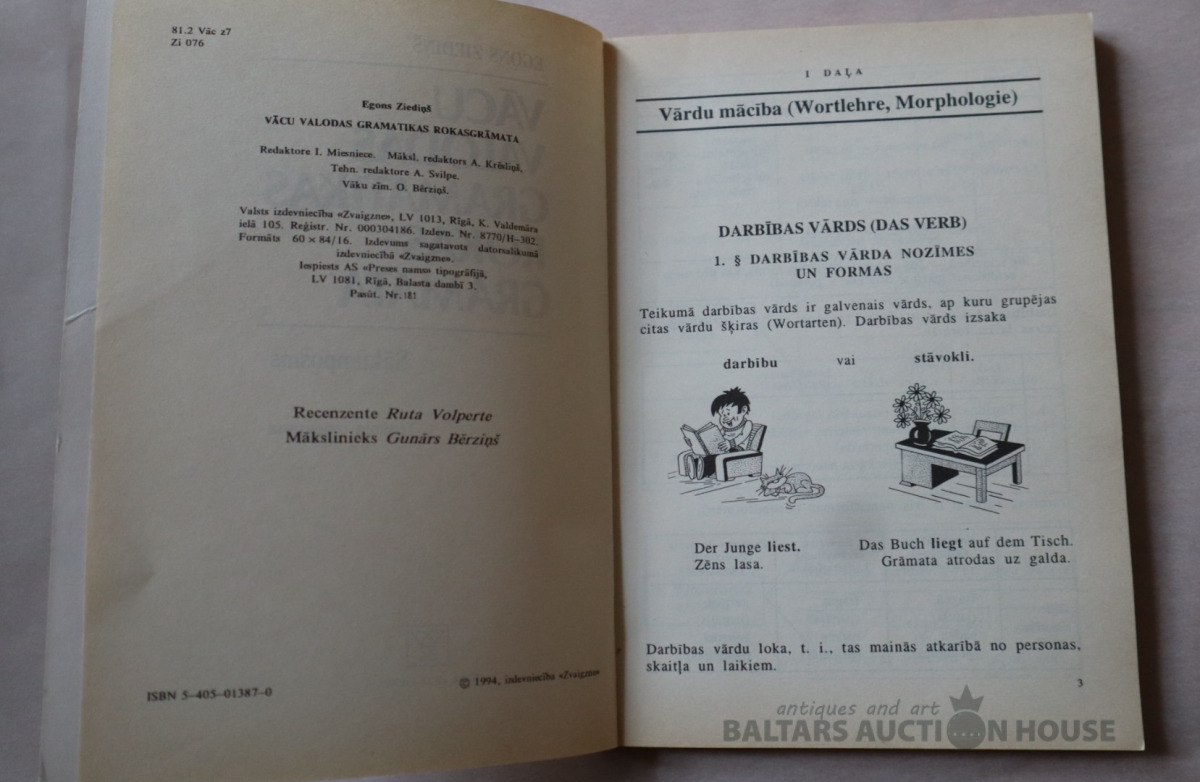 81.2 Vāc z7
Zi 076
Egons Ziediņš
VĀCU VALODAS GRAMATIKAS ROKASGRĀMATA
Redaktore I. Miesniece. Māksl. redaktors A. Krēsliņš.
Tehn. redaktore A. Svilpe.
Vāku zīm. O. Bērziņš.
Valsts izdevniecība «Zvaigzne», LV 1013, Rīgā, K. Valdemāra
ielā 105. Reģistr. Nr. 000304186. Izdevn. Nr. 8770/H-302.
Formāts 60 × 84/16. Izdevums sagatavots datorsalikumā
izdevniecībā «Zvaigzne».
Iespiests AS «Preses nams» tipogrāfijā,
LV 1081, Rīgā, Balasta dambī 3.
Pasūt. Nr. 181
Recenzente Ruta Volperte
Mākslinieks Gunārs Bērziņš
ISBN 5-405-01387-0
© 1994, izdevniecība «Zvaigzne»
I DAĻA
Vārdu mācība (Wortlehre, Morphologie)
DARBĪBAS VĀRDS (DAS VERB)
1. § DARBĪBAS VĀRDA NOZĪMES
UN FORMAS
Teikumā darbības vārds ir galvenais vārds, ap kuru grupējas
citas vārdu šķiras (Wortarten). Darbības vārds izsaka
darbību vai stāvokli.
Der Junge liest. Das Buch liegt auf dem Tisch.
Zēns lasa. Grāmata atrodas uz galda.
Darbības vārdu loka, t. i., tas mainās atkarībā no personas,
skaitļa un laikiem.
3
antiques and art
BALTARS AUCTION HOUSE